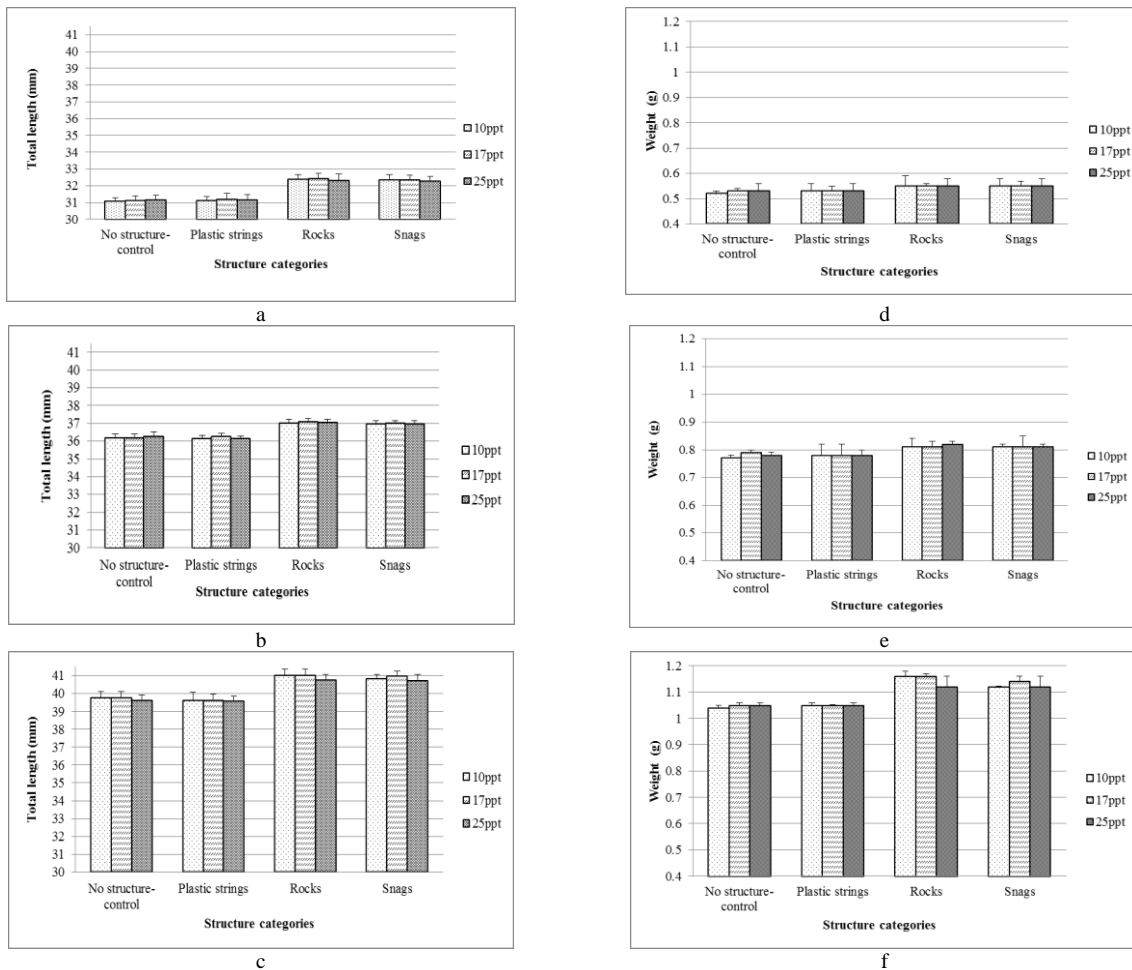 41
40
39
38
37
36
35
34
33
32
31
30
Total length (mm)
No structure-
control
Plastic strings
Rocks
Snags
Structure categories
10ppt
17ppt
25ppt
a
1.2
1.1
1
0.9
0.8
0.7
0.6
0.5
0.4
Weight (g)
No structure-
control
Plastic strings
Rocks
Snags
Structure categories
10ppt
17ppt
25ppt
d
41
40
39
38
37
36
35
34
33
32
31
30
Total length (mm)
No structure-
control
Plastic strings
Rocks
Snags
Structure categories
10ppt
17ppt
25ppt
b
1.2
1.1
1
0.9
0.8
0.7
0.6
0.5
0.4
Weight (g)
No structure-
control
Plastic strings
Rocks
Snags
Structure categories
10ppt
17ppt
25ppt
e
41
40
39
38
37
36
35
34
33
32
31
30
Total length (mm)
No structure-
control
Plastic strings
Rocks
Snags
Structure categories
10ppt
17ppt
25ppt
c
1.2
1.1
1
0.9
0.8
0.7
0.6
0.5
0.4
Weight (g)
No structure-
control
Plastic strings
Rocks
Snags
Structure categories
10ppt
17ppt
25ppt
f